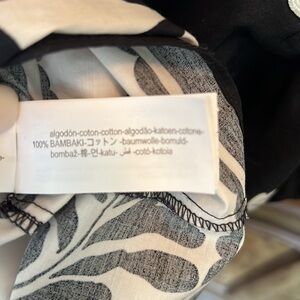 algodón-coton-cotton-algodão-katoen-cotone-
100% BAMBAKI-コットン-baumwolle-bomuld-
bombaž-棉-면-katu- قطن -cotó-kotoia